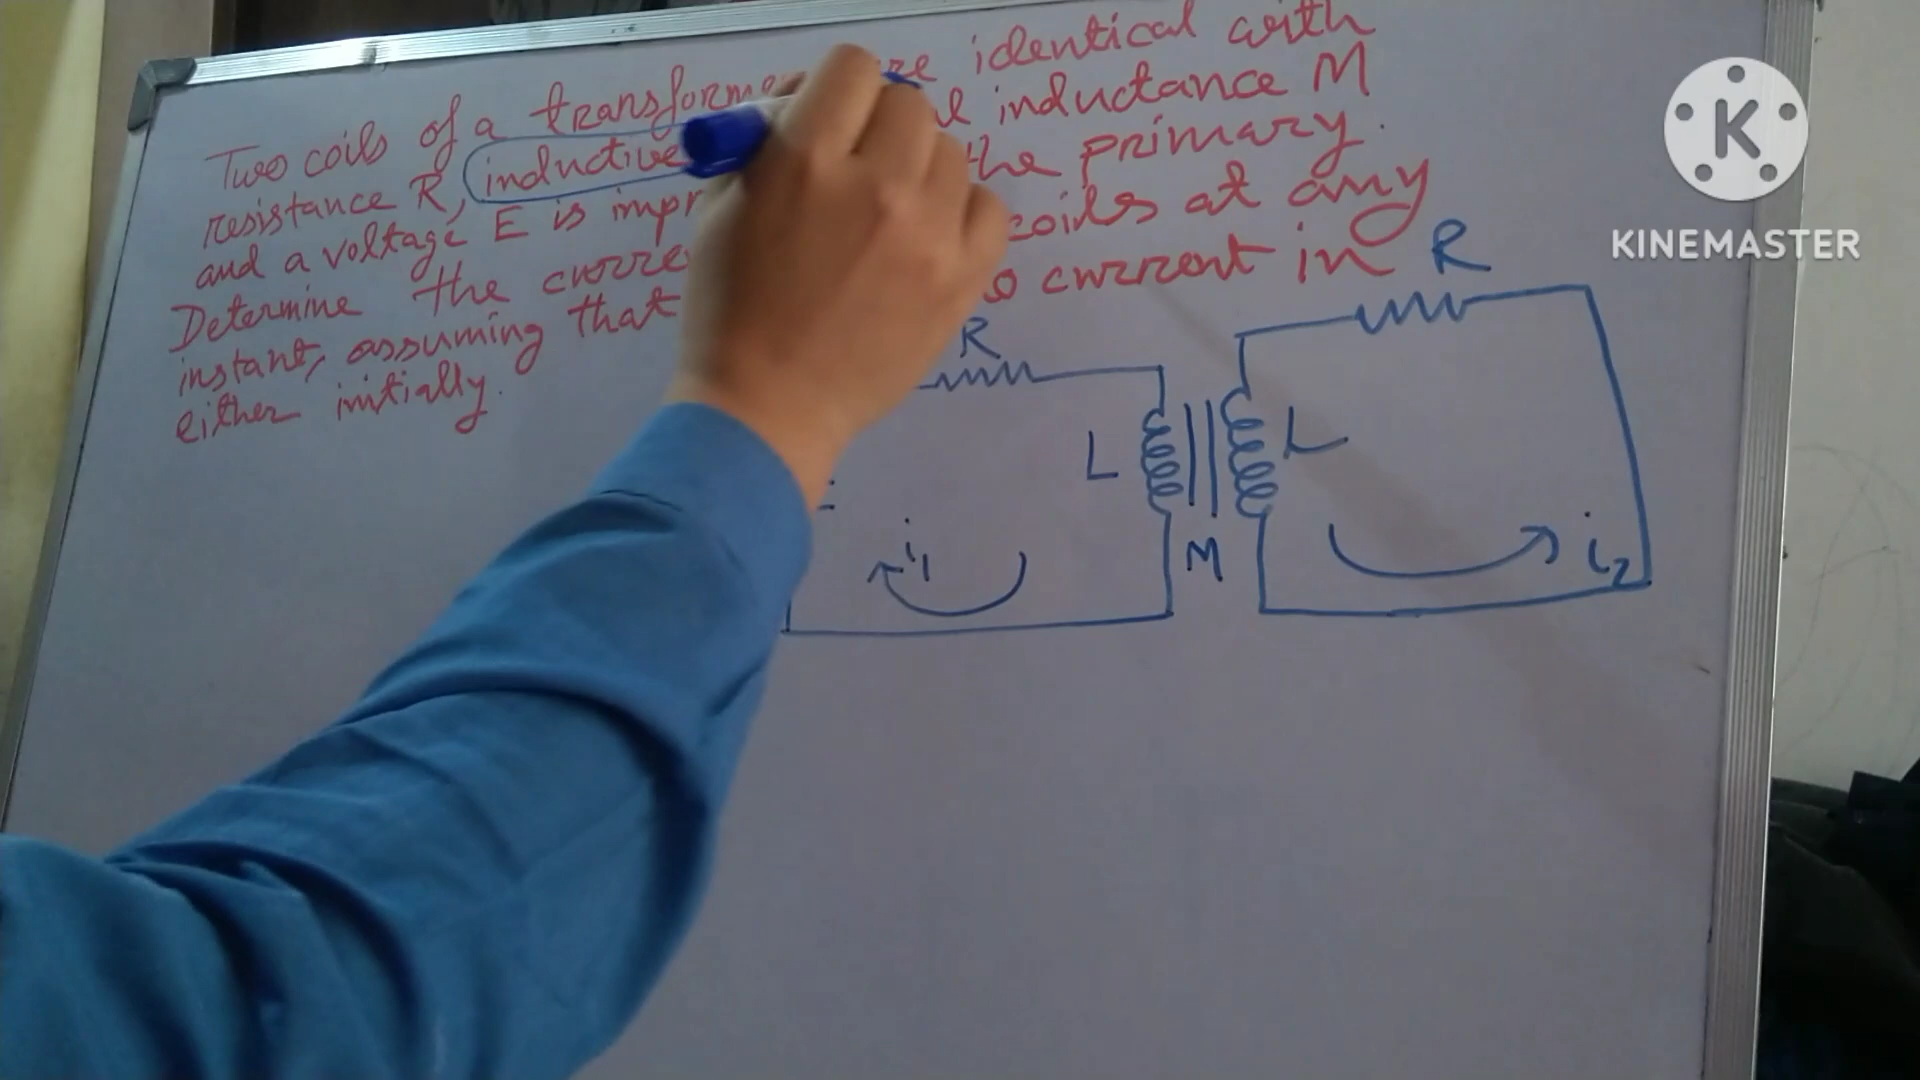 Two coils of a transforme re identical with
resistance R, inductive l inductance M
and a voltage E is impr the primary.
Determine the curre coils at any
instant, assuming that o current in
either initially.
R
R
L
L
M
i1
i2
K
KINEMASTER